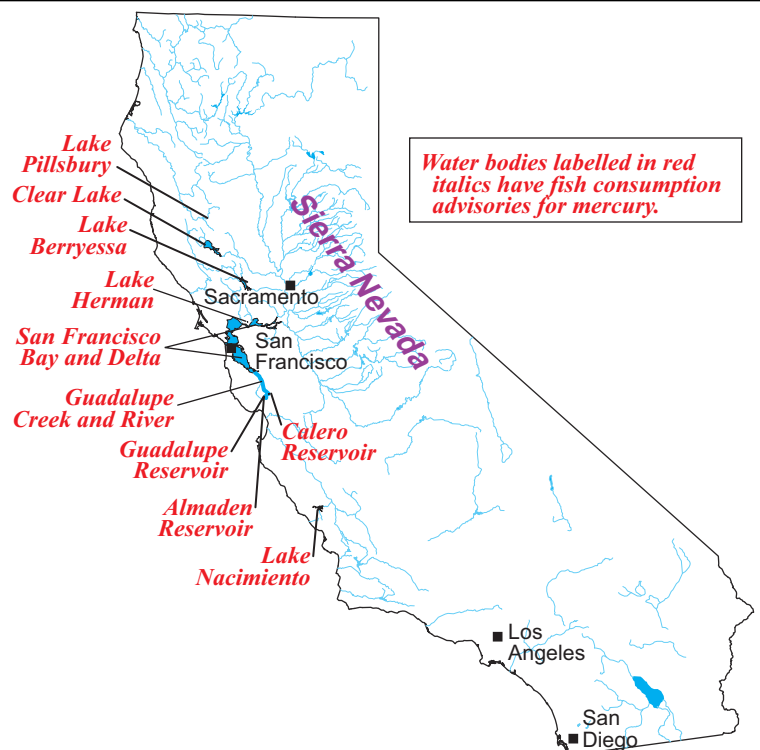 Lake
Pillsbury
Clear Lake
Lake
Berryessa
Lake
Herman
San Francisco
Bay and Delta
Guadalupe
Creek and River
Guadalupe
Reservoir
Calero
Reservoir
Almaden
Reservoir
Lake
Nacimiento
Water bodies labelled in red
italics have fish consumption
advisories for mercury.
Sierra Nevada
Sacramento
San
Francisco
Los
Angeles
San
Diego